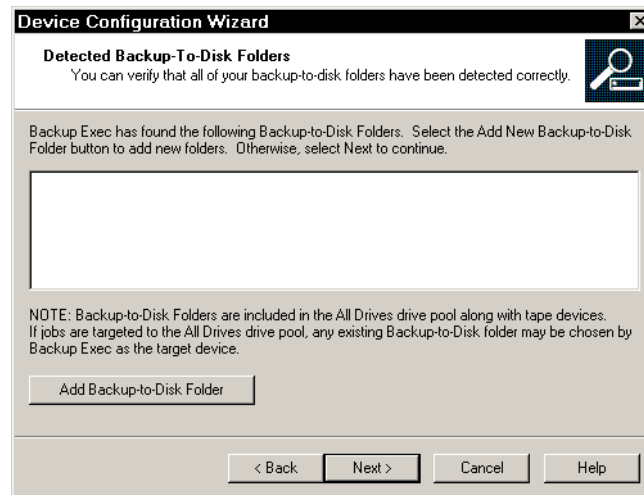 Device Configuration Wizard
Detected Backup-To-Disk Folders
You can verify that all of your backup-to-disk folders have been detected correctly.
Backup Exec has found the following Backup-to-Disk Folders. Select the Add New Backup-to-Disk
Folder button to add new folders. Otherwise, select Next to continue.
NOTE: Backup-to-Disk Folders are included in the All Drives drive pool along with tape devices.
If jobs are targeted to the All Drives drive pool, any existing Backup-to-Disk folder may be chosen by
Backup Exec as the target device.
Add Backup-to-Disk Folder
< Back Next > Cancel Help